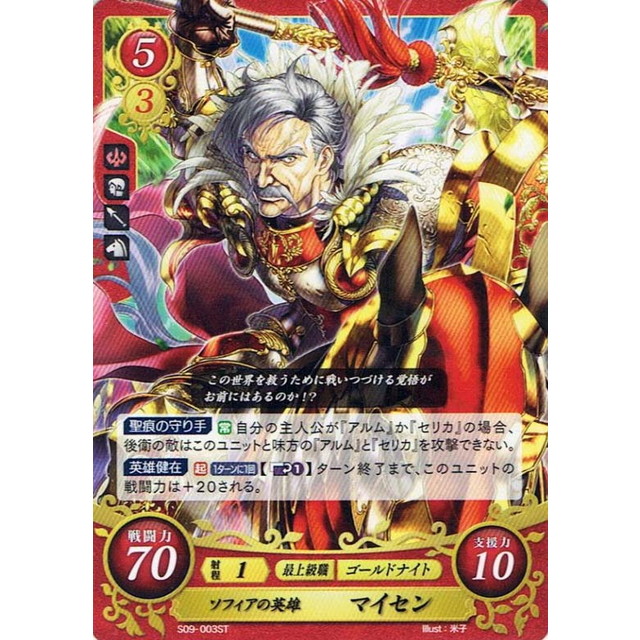 5
3
この世界を救うために戦いつづける覚悟が
お前にはあるのか!?
聖痕の守り手 常 自分の主人公が『アルム』か『セリカ』の場合、
後衛の敵はこのユニットと味方の『アルム』と『セリカ』を攻撃できない。
英雄健在 起 1ターンに1回 【1】ターン終了まで、このユニットの
戦闘力は+20される。
戦闘力 70
射程 1 最上級職 ゴールドナイト
支援力 10
ソフィアの英雄 マイセン
S09-003ST Illust:米子